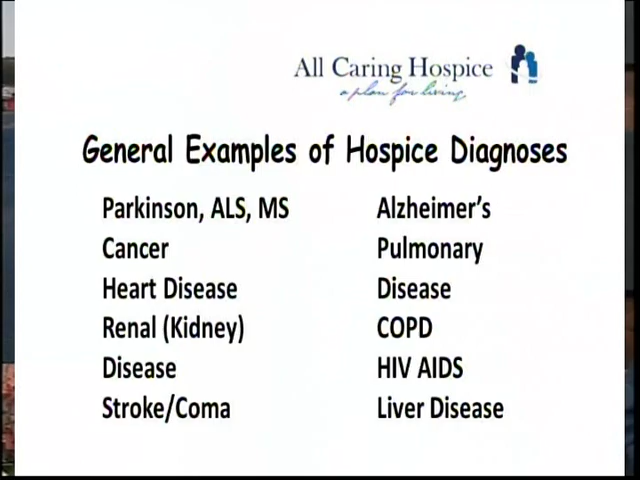 All Caring Hospice
a plan for living
General Examples of Hospice Diagnoses
Parkinson, ALS, MS
Cancer
Heart Disease
Renal (Kidney)
Disease
Stroke/Coma
Alzheimer's
Pulmonary
Disease
COPD
HIV AIDS
Liver Disease